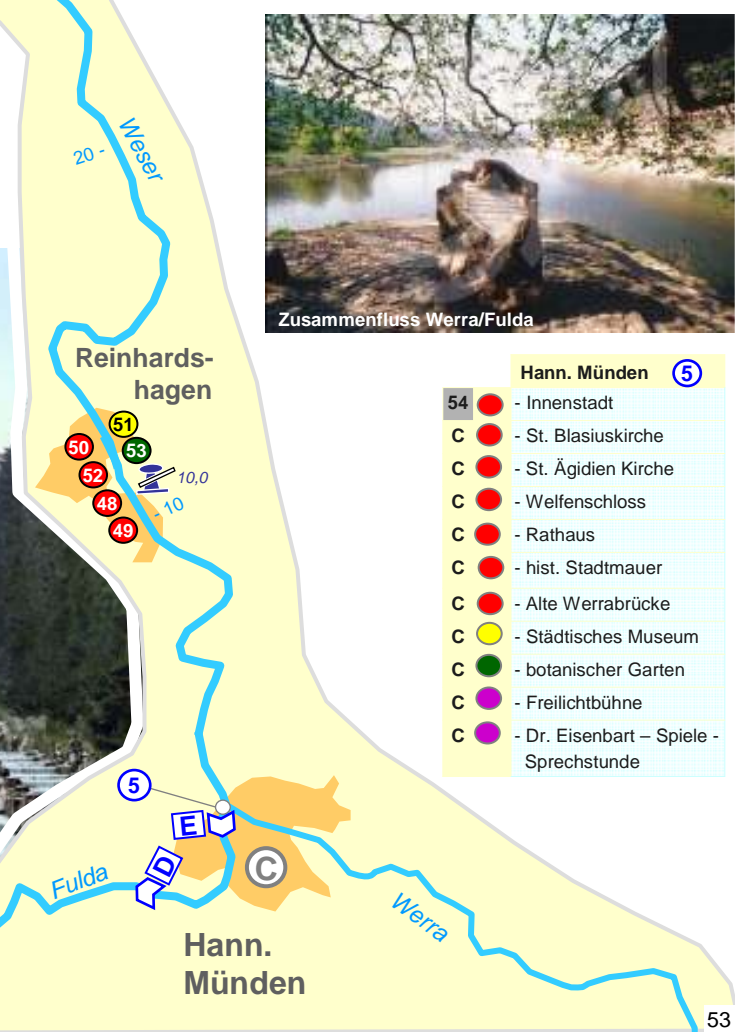 Weser
20 -
Zusammenfluss Werra/Fulda
Reinhards-
hagen
51
50
53
52
10,0
48
- 10
49
Hann. Münden 5
54 - Innenstadt
C - St. Blasiuskirche
C - St. Ägidien Kirche
C - Welfenschloss
C - Rathaus
C - hist. Stadtmauer
C - Alte Werrabrücke
C - Städtisches Museum
C - botanischer Garten
C - Freilichtbühne
C - Dr. Eisenbart – Spiele -
Sprechstunde
5
E
D
C
Fulda
Werra
Hann.
Münden
53